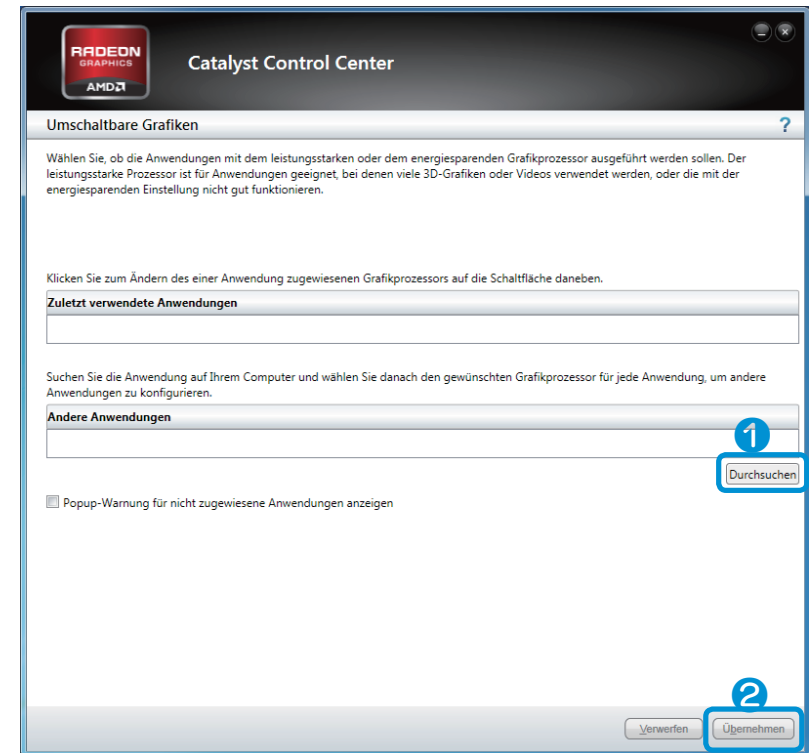 RADEON
GRAPHICS
AMD
Catalyst Control Center
Umschaltbare Grafiken
?
Wählen Sie, ob die Anwendungen mit dem leistungsstarken oder dem energiesparenden Grafikprozessor ausgeführt werden sollen. Der
leistungsstarke Prozessor ist für Anwendungen geeignet, bei denen viele 3D-Grafiken oder Videos verwendet werden, oder die mit der
energiesparenden Einstellung nicht gut funktionieren.
Klicken Sie zum Ändern des einer Anwendung zugewiesenen Grafikprozessors auf die Schaltfläche daneben.
Zuletzt verwendete Anwendungen
Suchen Sie die Anwendung auf Ihrem Computer und wählen Sie danach den gewünschten Grafikprozessor für jede Anwendung, um andere
Anwendungen zu konfigurieren.
Andere Anwendungen
1
Durchsuchen
Popup-Warnung für nicht zugewiesene Anwendungen anzeigen
2
Verwerfen
Übernehmen